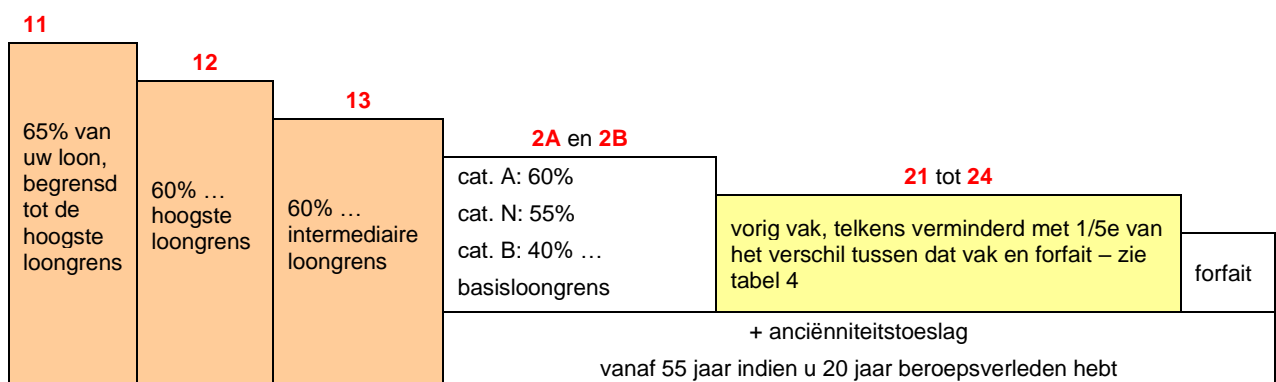 11
65% van
uw loon,
begrensd
tot de
hoogste
loongrens
12
60% …
hoogste
loongrens
13
60% …
intermediaire
loongrens
2A en 2B
cat. A: 60%
cat. N: 55%
cat. B: 40% …
basisloongrens
21 tot 24
vorig vak, telkens verminderd met 1/5e van
het verschil tussen dat vak en forfait – zie
tabel 4
forfait
+ anciënniteitstoeslag
vanaf 55 jaar indien u 20 jaar beroepsverleden hebt